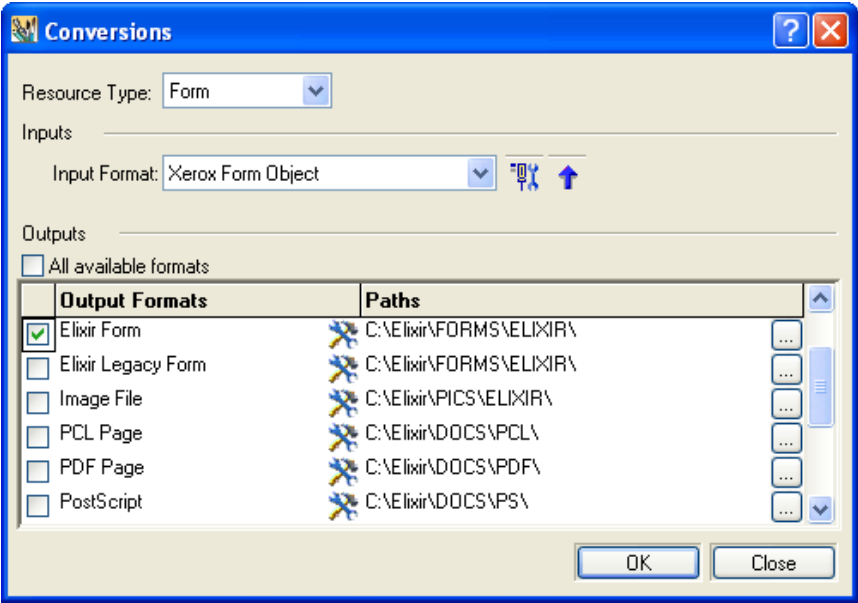 Conversions
Resource Type: Form
Inputs
Input Format: Xerox Form Object
Outputs
All available formats
Output Formats Paths
Elixir Form C:\Elixir\FORMS\ELIXIR\ ...
Elixir Legacy Form C:\Elixir\FORMS\ELIXIR\ ...
Image File C:\Elixir\PICS\ELIXIR\ ...
PCL Page C:\Elixir\DOCS\PCL\ ...
PDF Page C:\Elixir\DOCS\PDF\ ...
PostScript C:\Elixir\DOCS\PS\ ...
OK Close